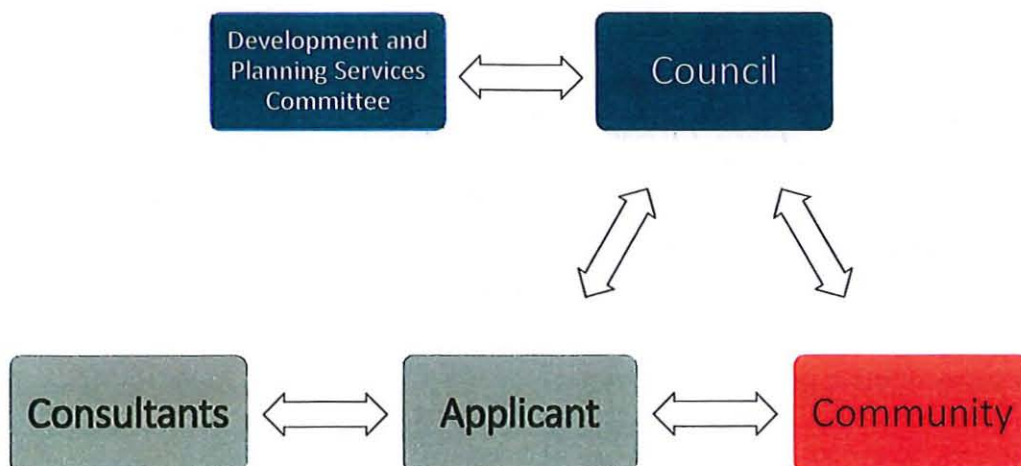 Development and
Planning Services
Committee
Council
Consultants
Applicant
Community